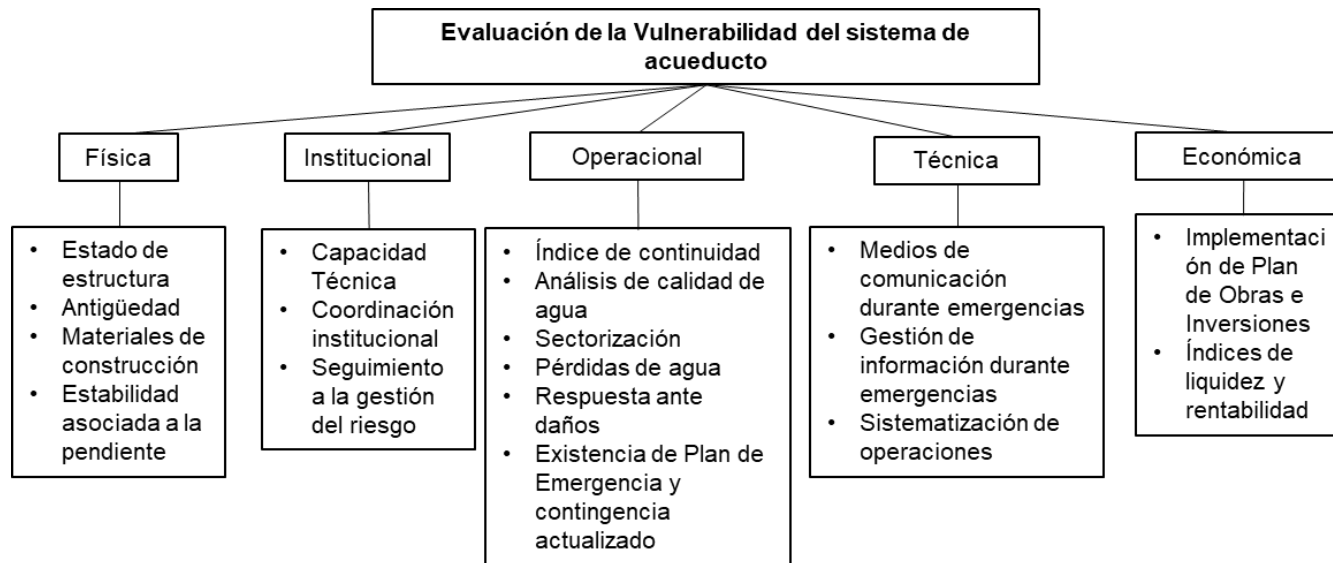 Evaluación de la Vulnerabilidad del sistema de
acueducto
Física
Institucional
Operacional
Técnica
Económica
• Estado de
estructura
• Antigüedad
• Materiales de
construcción
• Estabilidad
asociada a la
pendiente
• Capacidad
Técnica
• Coordinación
institucional
• Seguimiento
a la gestión
del riesgo
• Índice de continuidad
• Análisis de calidad de
agua
• Sectorización
• Pérdidas de agua
• Respuesta ante
daños
• Existencia de Plan de
Emergencia y
contingencia
actualizado
• Medios de
comunicación
durante emergencias
• Gestión de
información durante
emergencias
• Sistematización de
operaciones
• Implementaci
ón de Plan
de Obras e
Inversiones
• Índices de
liquidez y
rentabilidad